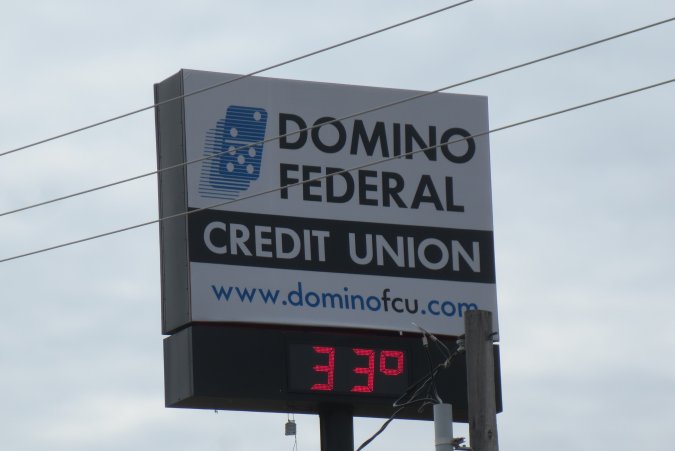 DOMINO
FEDERAL
CREDIT UNION
www.dominofcu.com
33°